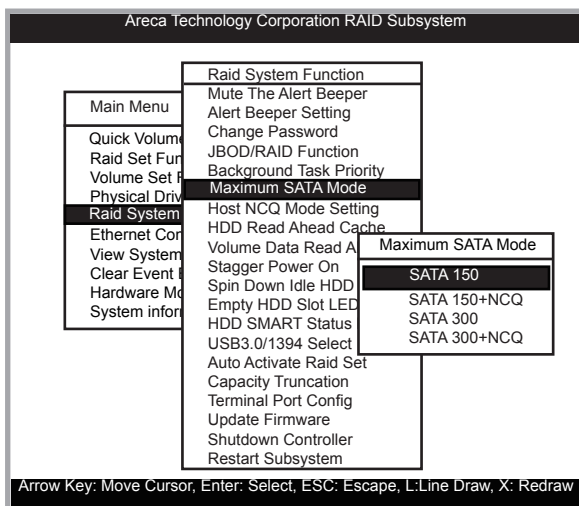 Areca Technology Corporation RAID Subsystem
Main Menu
Quick Volume
Raid Set Fun
Volume Set F
Physical Driv
Raid System
Ethernet Con
View System
Clear Event B
Hardware Mo
System infor
Raid System Function
Mute The Alert Beeper
Alert Beeper Setting
Change Password
JBOD/RAID Function
Background Task Priority
Maximum SATA Mode
Host NCQ Mode Setting
HDD Read Ahead Cache
Volume Data Read A
Stagger Power On
Spin Down Idle HDD
Empty HDD Slot LED
HDD SMART Status
USB3.0/1394 Select
Auto Activate Raid Set
Capacity Truncation
Terminal Port Config
Update Firmware
Shutdown Controller
Restart Subsystem
Maximum SATA Mode
SATA 150
SATA 150+NCQ
SATA 300
SATA 300+NCQ
Arrow Key: Move Cursor, Enter: Select, ESC: Escape, L:Line Draw, X: Redraw